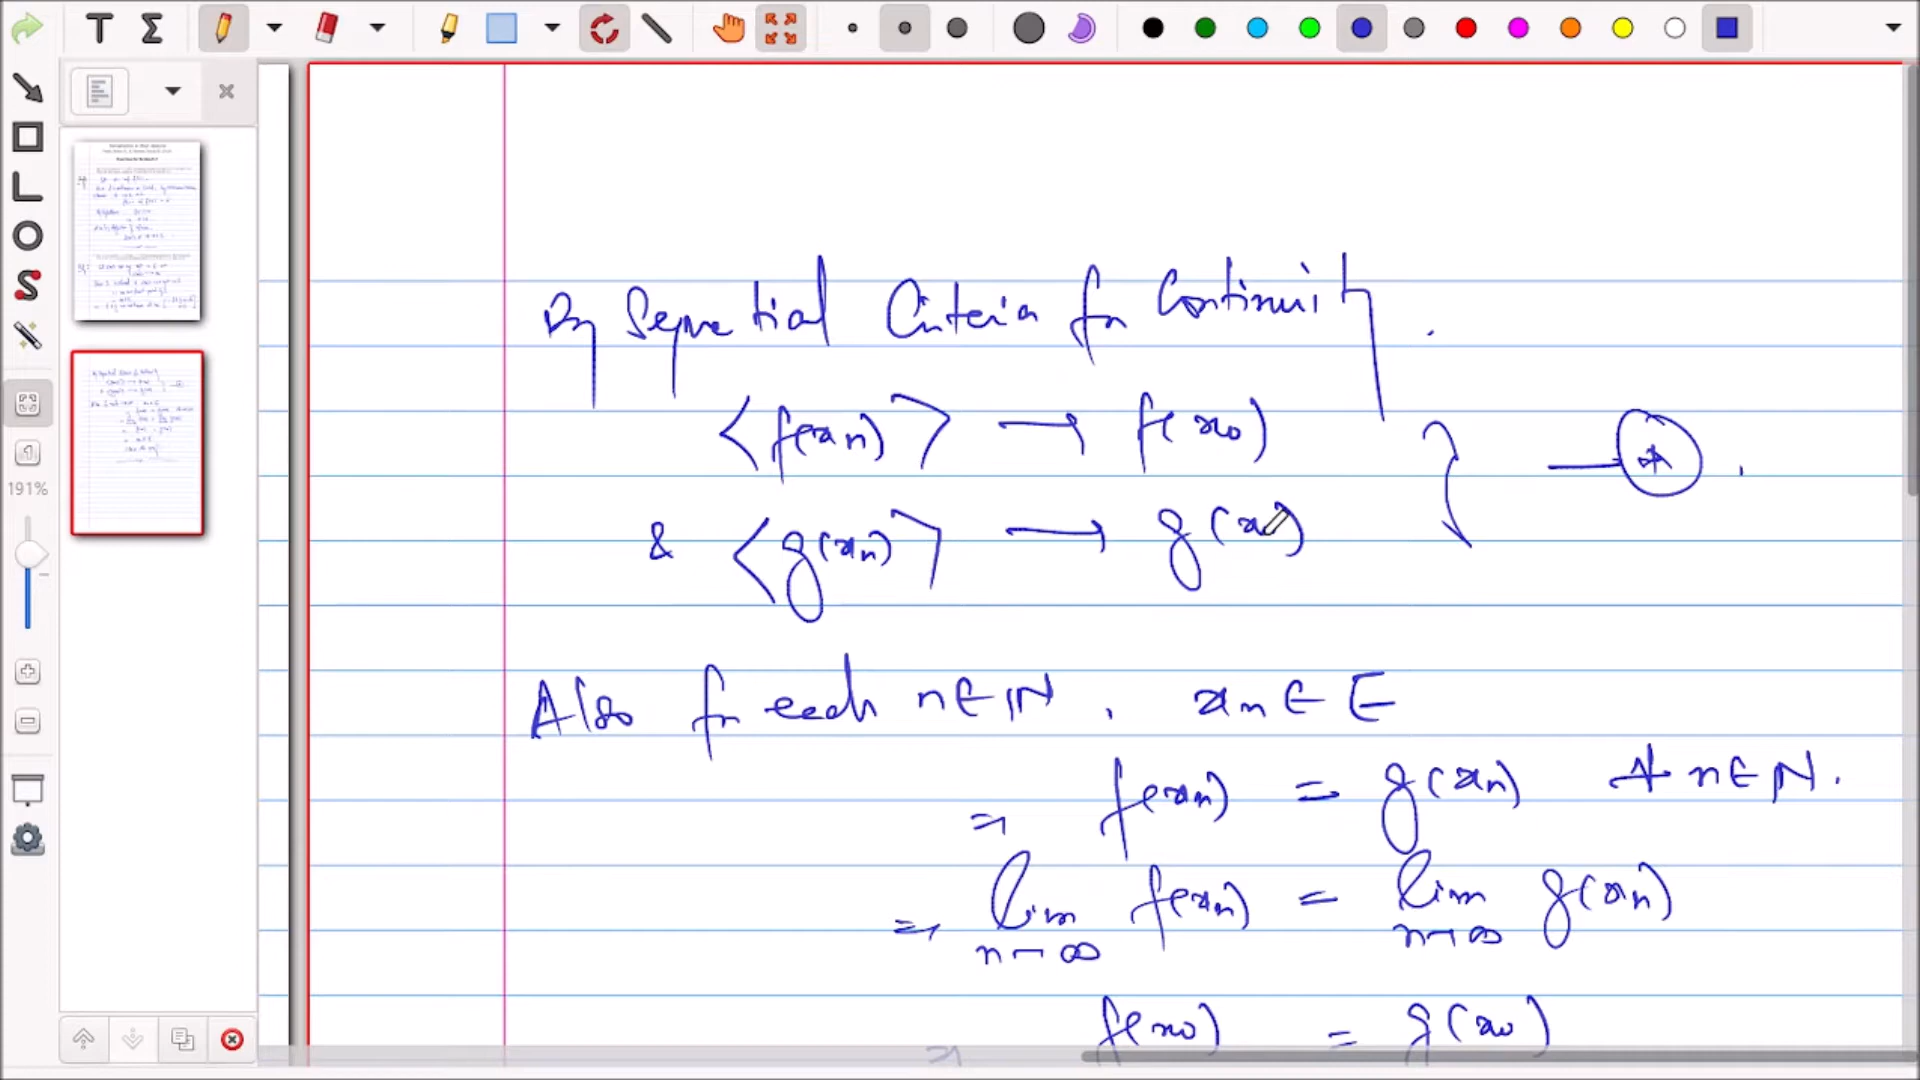 By Sequential Criteria for Continuity.
<f(xn)> → f(x0)
& <g(xn)> → g(x0) — *.
Also for each n ∈ N, xn ∈ E
⇒ f(xn) = g(xn) ∀ n ∈ N.
⇒ lim n→∞ f(xn) = lim n→∞ g(xn)
⇒ f(x0) = g(x0)
191%